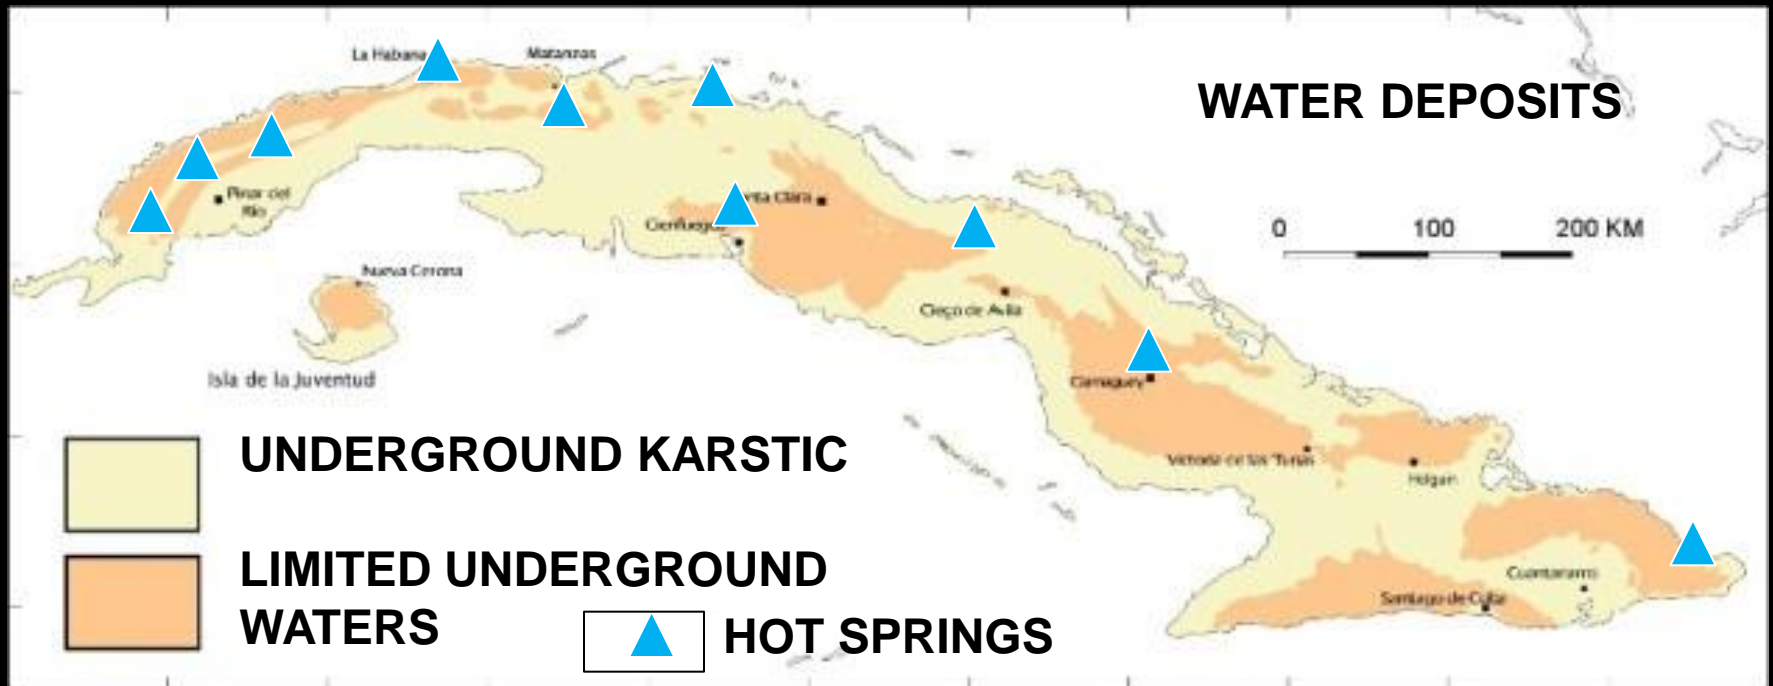 La Habana
Matanzas
WATER DEPOSITS
Pinar del
Río
nta Clara
Cienfuegos
0 100 200 KM
Nueva Gerona
Ciego de Avila
Isla de la Juventud
Camaguey
UNDERGROUND KARSTIC
Victoria de las Tunas
Holguin
LIMITED UNDERGROUND
WATERS
Guantanamo
Santiago de Cuba
HOT SPRINGS